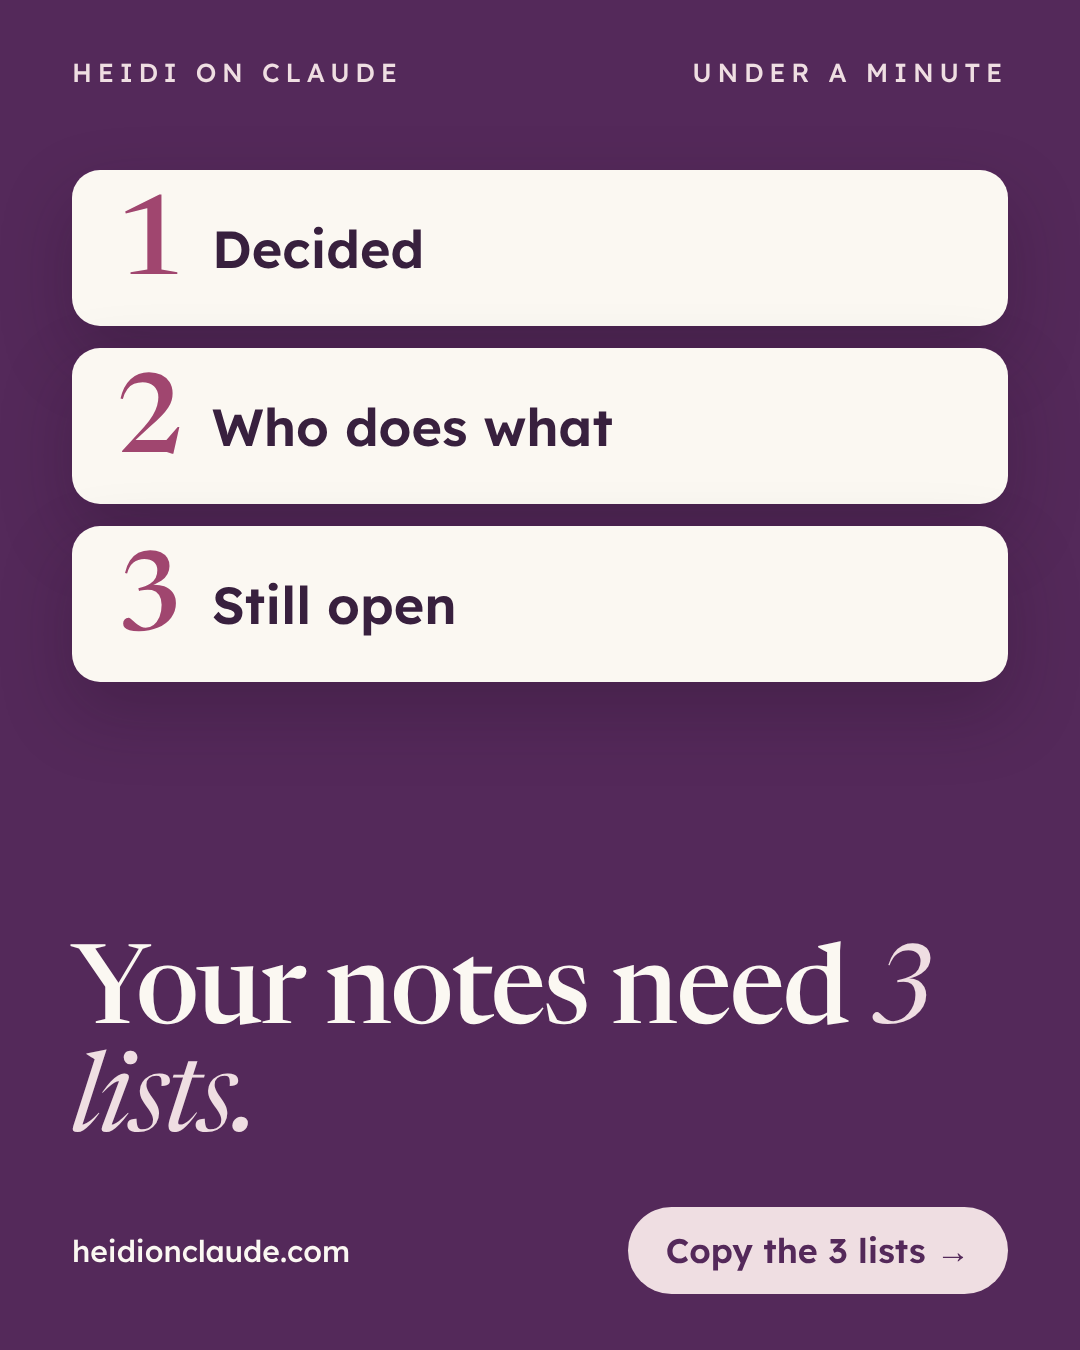 HEIDI ON CLAUDE
UNDER A MINUTE
1 Decided
2 Who does what
3 Still open
Your notes need 3
lists.
heidionclaude.com
Copy the 3 lists →